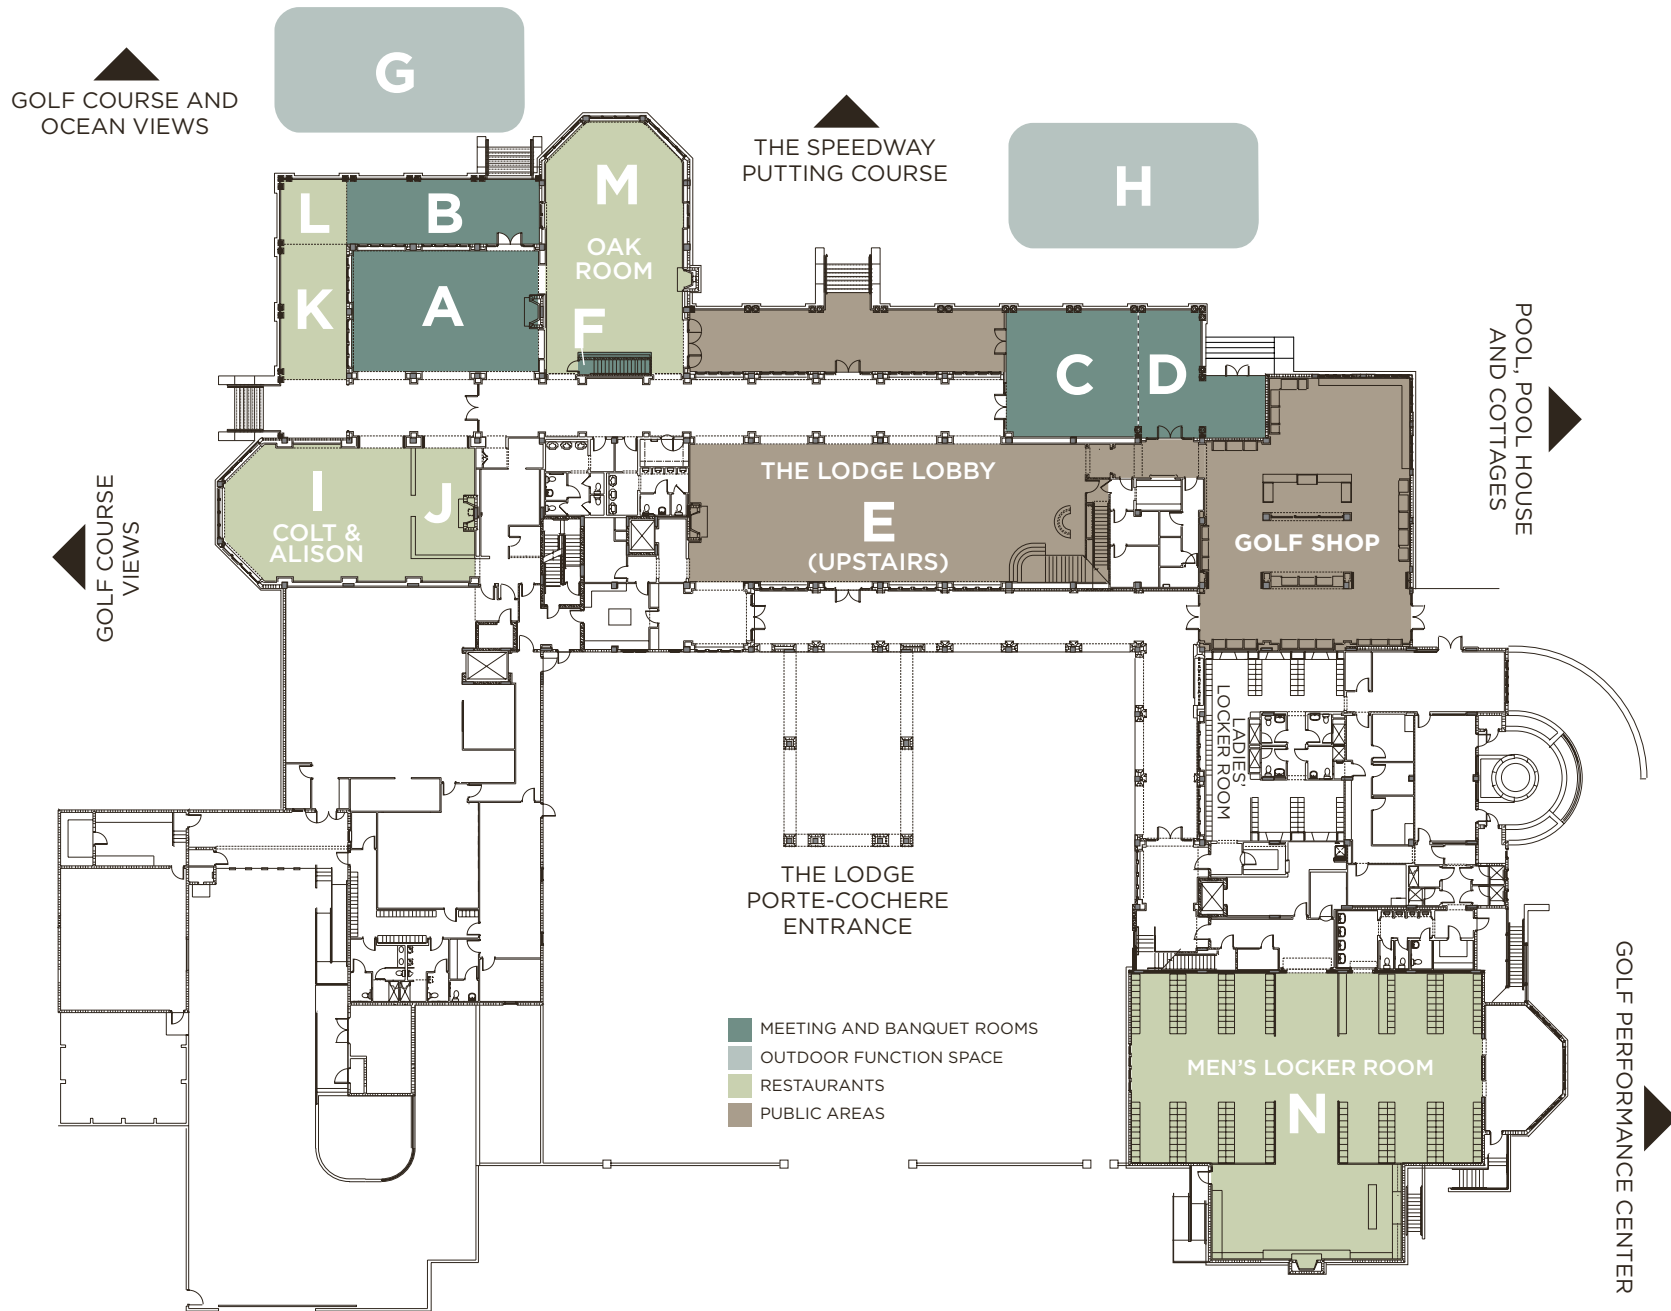 G
GOLF COURSE AND
OCEAN VIEWS
THE SPEEDWAY
PUTTING COURSE
H
M
L
B
OAK
ROOM
K
A
F
C
D
POOL, POOL HOUSE
AND COTTAGES
I
J
COLT &
ALISON
THE LODGE LOBBY
E
(UPSTAIRS)
GOLF SHOP
GOLF COURSE
VIEWS
LADIES'
LOCKER ROOM
THE LODGE
PORTE-COCHERE
ENTRANCE
MEETING AND BANQUET ROOMS
OUTDOOR FUNCTION SPACE
RESTAURANTS
PUBLIC AREAS
MEN'S LOCKER ROOM
N
GOLF PERFORMANCE CENTER